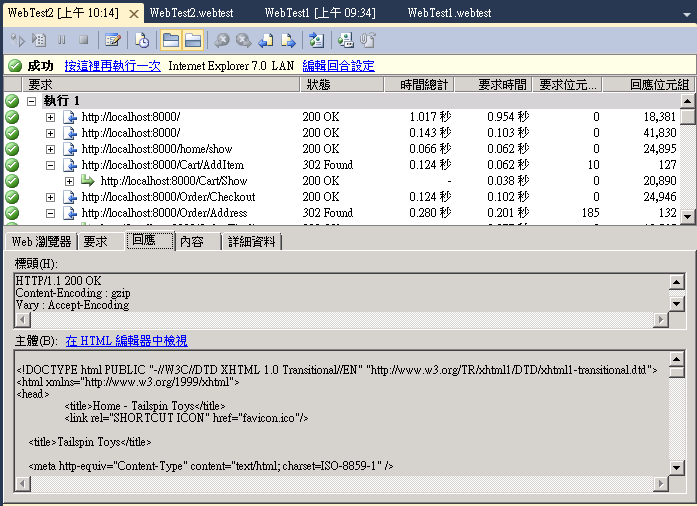 WebTest2 [上午 10:14] WebTest2.webtest WebTest1 [上午 09:34] WebTest1.webtest
成功 按這裡再執行一次 Internet Explorer 7.0 LAN 編輯回合設定
要求 狀態 時間總計 要求時間 要求位元... 回應位元組
執行 1
http://localhost:8000/ 200 OK 1.017 秒 0.954 秒 0 18,381
http://localhost:8000/ 200 OK 0.143 秒 0.103 秒 0 41,830
http://localhost:8000/home/show 200 OK 0.066 秒 0.062 秒 0 24,895
http://localhost:8000/Cart/AddItem 302 Found 0.124 秒 0.062 秒 10 127
http://localhost:8000/Cart/Show 200 OK - 0.038 秒 0 20,890
http://localhost:8000/Order/Checkout 200 OK 0.124 秒 0.102 秒 0 24,946
http://localhost:8000/Order/Address 302 Found 0.280 秒 0.201 秒 185 132
Web 瀏覽器 要求 回應 內容 詳細資料
標頭(H):
HTTP/1.1 200 OK
Content-Encoding : gzip
Vary : Accept-Encoding
主體(B): 在 HTML 編輯器中檢視
<!DOCTYPE html PUBLIC "-//W3C//DTD XHTML 1.0 Transitional//EN" "http://www.w3.org/TR/xhtml1/DTD/xhtml1-transitional.dtd">
<html xmlns="http://www.w3.org/1999/xhtml">
<head>
<title>Home - Tailspin Toys</title>
<link rel="SHORTCUT ICON" href="favicon.ico"/>
<title>Tailspin Toys</title>
<meta http-equiv="Content-Type" content="text/html; charset=ISO-8859-1" />